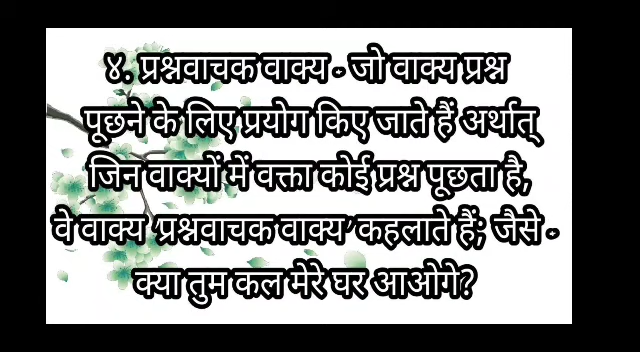 ४. प्रश्नवाचक वाक्य - जो वाक्य प्रश्न
पूछने के लिए प्रयोग किए जाते हैं अर्थात्
जिन वाक्यों में वक्ता कोई प्रश्न पूछता है,
वे वाक्य 'प्रश्नवाचक वाक्य' कहलाते हैं; जैसे -
क्या तुम कल मेरे घर आओगे?